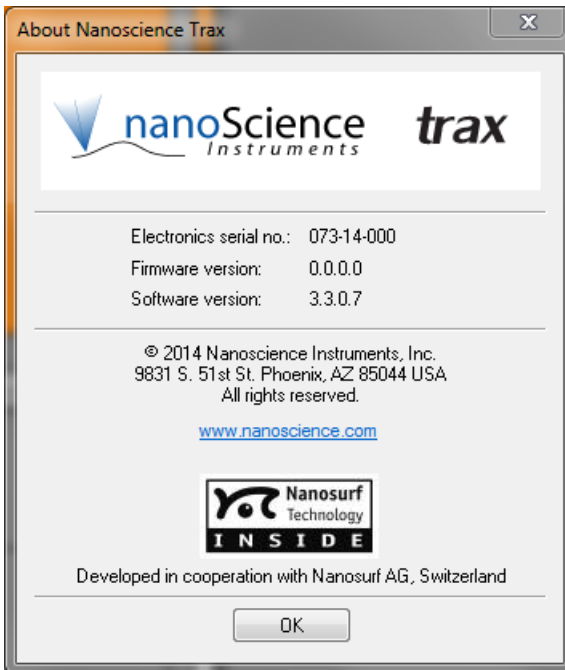 About Nanoscience Trax
nanoScience trax
Instruments
Electronics serial no.: 073-14-000
Firmware version: 0.0.0.0
Software version: 3.3.0.7
© 2014 Nanoscience Instruments, Inc.
9831 S. 51st St. Phoenix, AZ 85044 USA
All rights reserved.
www.nanoscience.com
Nanosurf
Technology
INSIDE
Developed in cooperation with Nanosurf AG, Switzerland
OK